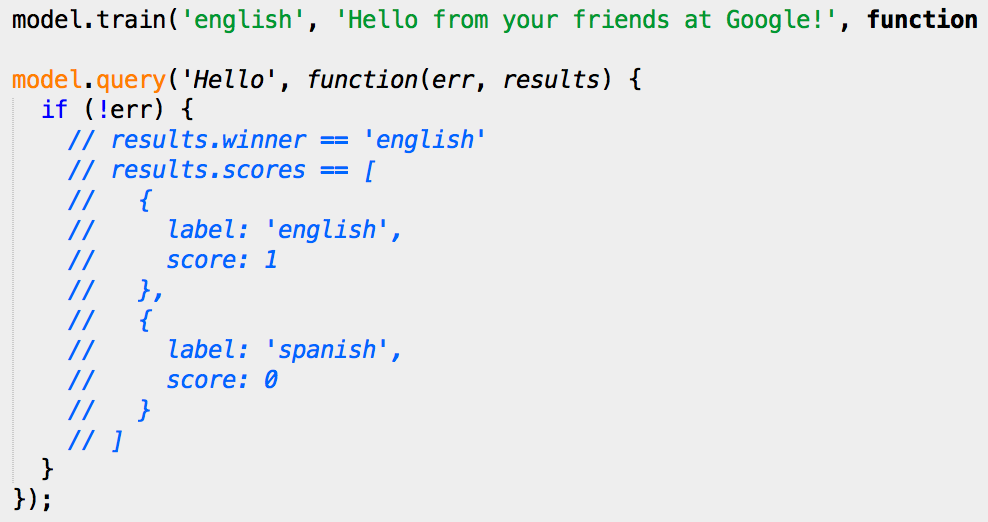 model.train('english', 'Hello from your friends at Google!', function
model.query('Hello', function(err, results) {
  if (!err) {
    // results.winner == 'english'
    // results.scores == [
    //   {
    //     label: 'english',
    //     score: 1
    //   },
    //   {
    //     label: 'spanish',
    //     score: 0
    //   }
    // ]
  }
});